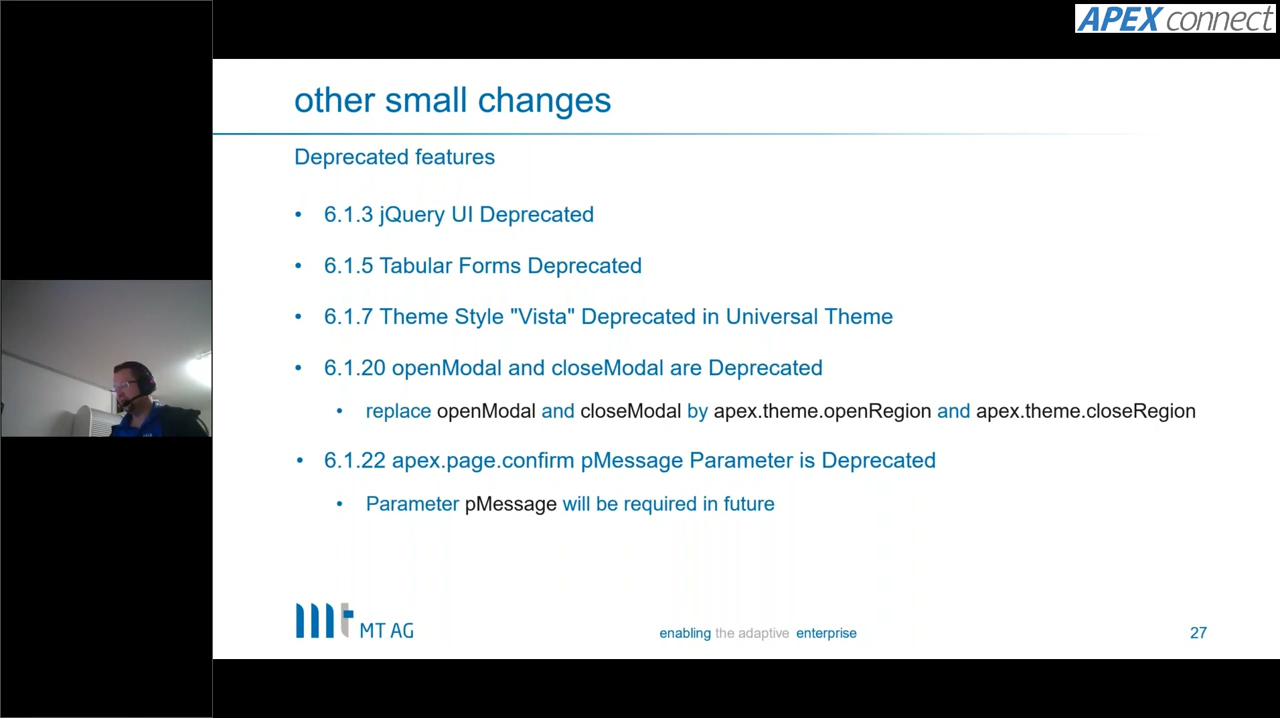 APEX connect
other small changes
Deprecated features
• 6.1.3 jQuery UI Deprecated
• 6.1.5 Tabular Forms Deprecated
• 6.1.7 Theme Style "Vista" Deprecated in Universal Theme
• 6.1.20 openModal and closeModal are Deprecated
• replace openModal and closeModal by apex.theme.openRegion and apex.theme.closeRegion
• 6.1.22 apex.page.confirm pMessage Parameter is Deprecated
• Parameter pMessage will be required in future
mt MT AG
enabling the adaptive enterprise
27